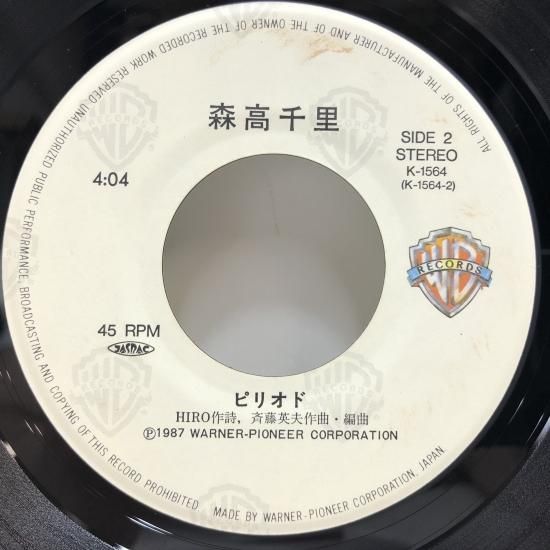 ALL RIGHTS OF THE MANUFACTURER AND OF THE OWNER OF THE RECORDED WORK RESERVED UNAUTHORIZED PUBLIC PERFORMANCE, BROADCASTING AND COPYING OF THIS RECORD PROHIBITED.
森高千里
SIDE 2
STEREO
K-1564
(K-1564-2)
4:04
WB
RECORDS
45 RPM
JASRAC
ピリオド
HIRO作詩, 斉藤英夫作曲・編曲
Ⓟ1987 WARNER-PIONEER CORPORATION
MADE BY WARNER-PIONEER CORPORATION, JAPAN